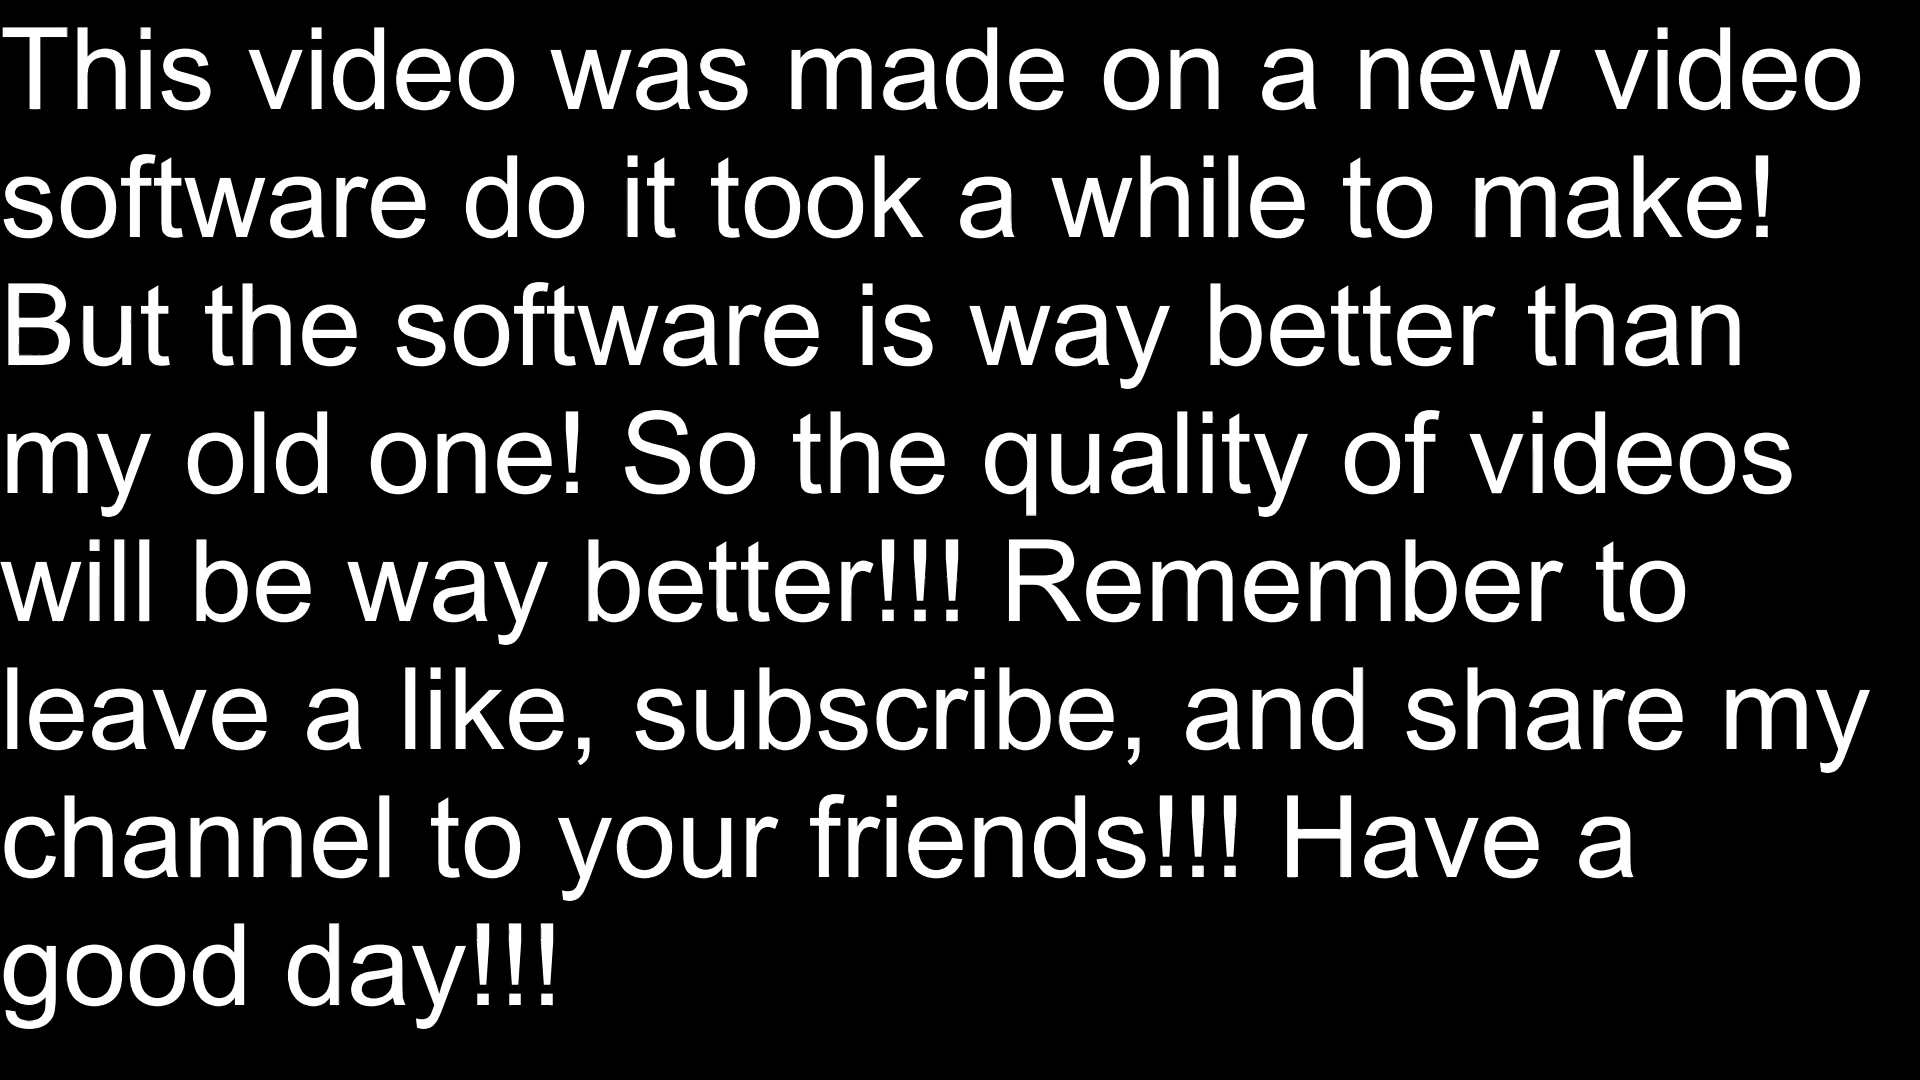 This video was made on a new video
software do it took a while to make!
But the software is way better than
my old one! So the quality of videos
will be way better!!! Remember to
leave a like, subscribe, and share my
channel to your friends!!! Have a
good day!!!